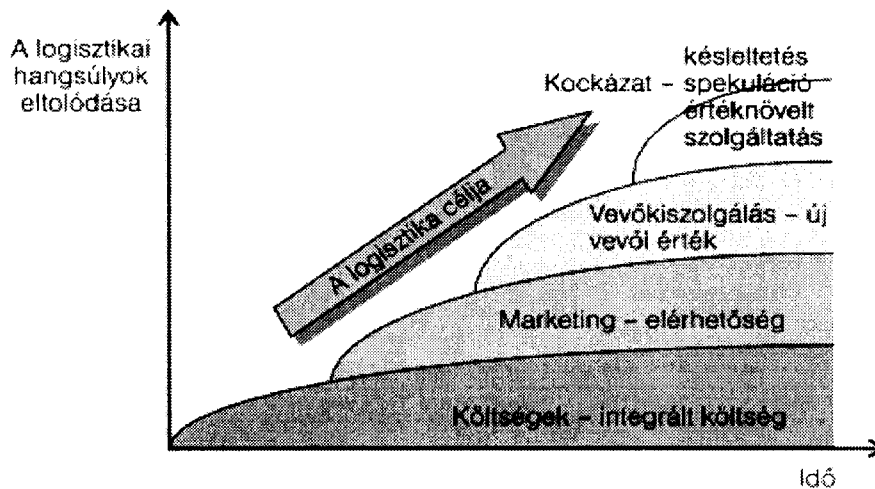 A logisztikai
hangsúlyok
eltolódása
késleltetés
Kockázat – spekuláció
értéknövelt
szolgáltatás
A logisztika célja
Vevőkiszolgálás – új
vevői érték
Marketing – elérhetőség
Költségek – integrált költség
Idő